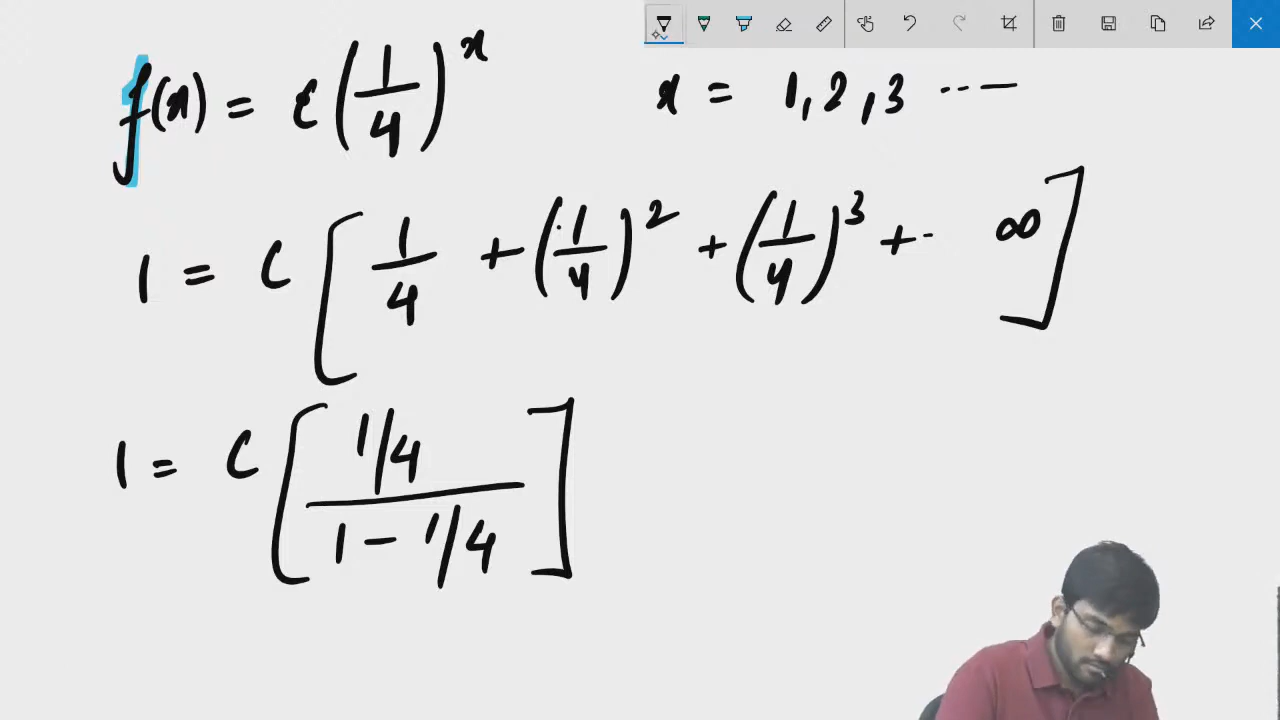 f(x) = c(1/4)^x    x = 1, 2, 3 -----
1 = C [ 1/4 + (1/4)^2 + (1/4)^3 + -- ∞ ]
1 = C [ (1/4) / (1 - 1/4) ]